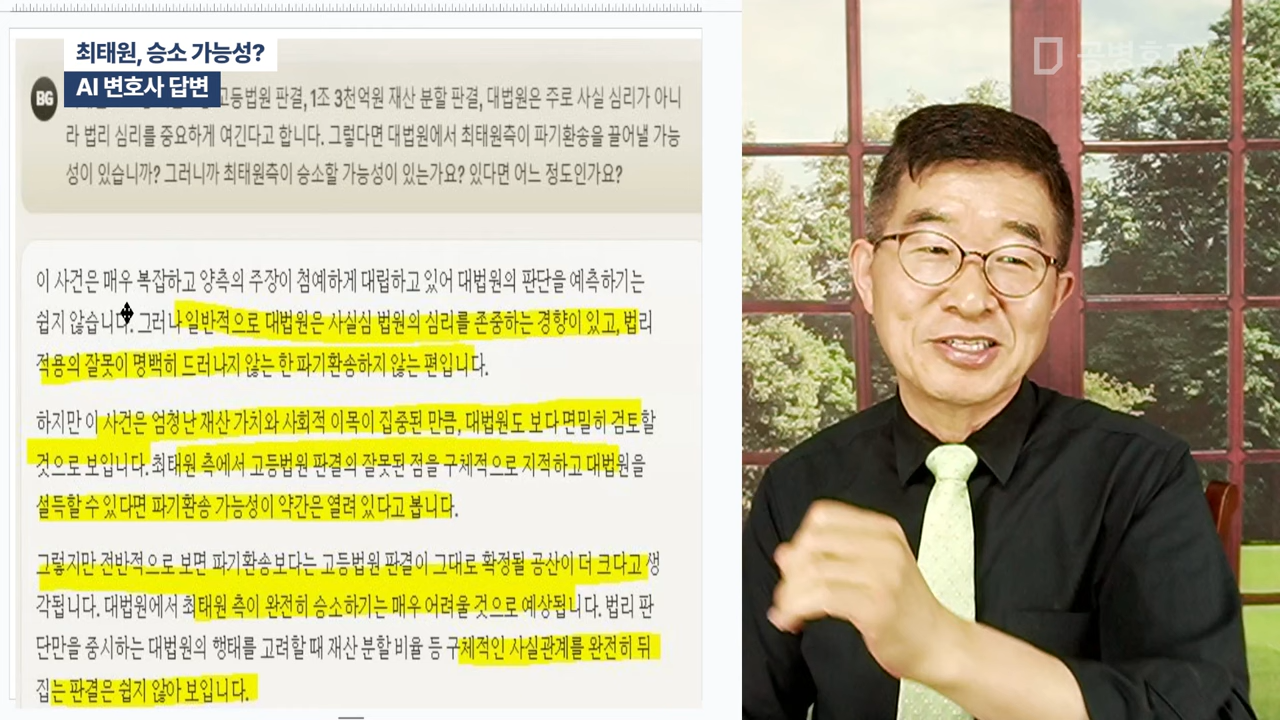 최태원, 승소 가능성?
AI 변호사 답변
공병호TV
BG
고등법원 판결, 1조 3천억원 재산 분할 판결, 대법원은 주로 사실 심리가 아니
라 법리 심리를 중요하게 여긴다고 합니다. 그렇다면 대법원에서 최태원측이 파기환송을 끌어낼 가능
성이 있습니까? 그러니까 최태원측이 승소할 가능성이 있는가요? 있다면 어느 정도인가요?
이 사건은 매우 복잡하고 양측의 주장이 첨예하게 대립하고 있어 대법원의 판단을 예측하기는
쉽지 않습니다. 그러나 일반적으로 대법원은 사실심 법원의 심리를 존중하는 경향이 있고, 법리
적용의 잘못이 명백히 드러나지 않는 한 파기환송하지 않는 편입니다.
하지만 이 사건은 엄청난 재산 가치와 사회적 이목이 집중된 만큼, 대법원도 보다 면밀히 검토할
것으로 보입니다. 최태원 측에서 고등법원 판결의 잘못된 점을 구체적으로 지적하고 대법원을
설득할 수 있다면 파기환송 가능성이 약간은 열려 있다고 봅니다.
그렇지만 전반적으로 보면 파기환송보다는 고등법원 판결이 그대로 확정될 공산이 더 크다고 생
각됩니다. 대법원에서 최태원 측이 완전히 승소하기는 매우 어려울 것으로 예상됩니다. 법리 판
단만을 중시하는 대법원의 행태를 고려할 때 재산 분할 비율 등 구체적인 사실관계를 완전히 뒤
집는 판결은 쉽지 않아 보입니다.